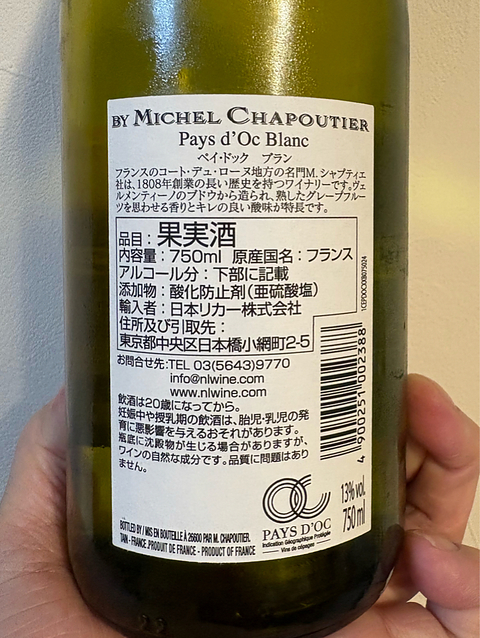 BY MICHEL CHAPOUTIER
Pays d'Oc Blanc
ペイ・ドック ブラン
フランスのコート・デュ・ローヌ地方の名門M. シャプティエ
社は、1808年創業の長い歴史を持つワイナリーです。ヴェ
ルメンティーノのブドウから造られ、熟したグレープフルー
ツを思わせる香りとキレの良い酸味が特長です。
品目：果実酒
内容量：750ml 原産国名：フランス
アルコール分：下部に記載
添加物：酸化防止剤（亜硫酸塩）
輸入者：日本リカー株式会社
住所及び引取先：
東京都中央区日本橋小網町2-5
お問合せ先:TEL 03(5643)9770
info@nlwine.com
www.nlwine.com
飲酒は20歳になってから。
妊娠中や授乳期の飲酒は、胎児・乳児の発
育に悪影響を与えるおそれがあります。
瓶底に沈殿物が生じる場合がありますが、
ワインの自然な成分です。品質に問題はあり
ません。
4 900251 002388
13% vol.
750 ml
PAYS D'OC
Indication Géographique Protégée
Vins de cépages
BOTTLED BY / MIS EN BOUTEILLE À 26600 PAR M. CHAPOUTIER.
TAIN - FRANCE. PRODUIT DE FRANCE - PRODUCT OF FRANCE